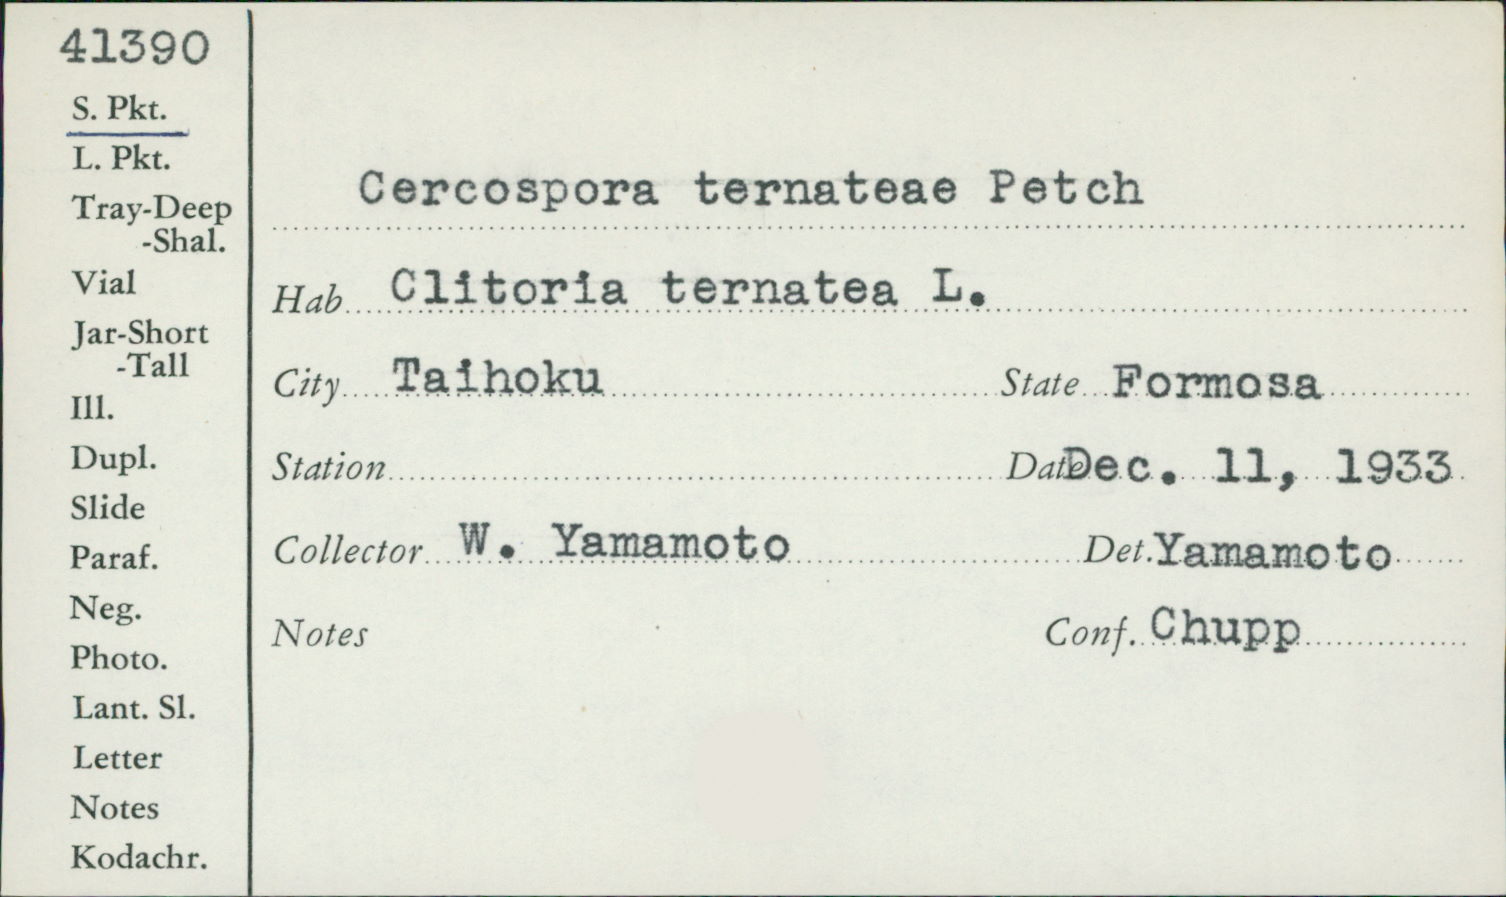 41390
S. Pkt.
L. Pkt.
Tray-Deep
-Shal.
Vial
Jar-Short
-Tall
Ill.
Dupl.
Slide
Paraf.
Neg.
Photo.
Lant. Sl.
Letter
Notes
Kodachr.
Cercospora ternateae Petch
Hab Clitoria ternatea L.
City Taihoku State Formosa
Station Date Dec. 11, 1933
Collector W. Yamamoto Det. Yamamoto
Notes Conf. Chupp